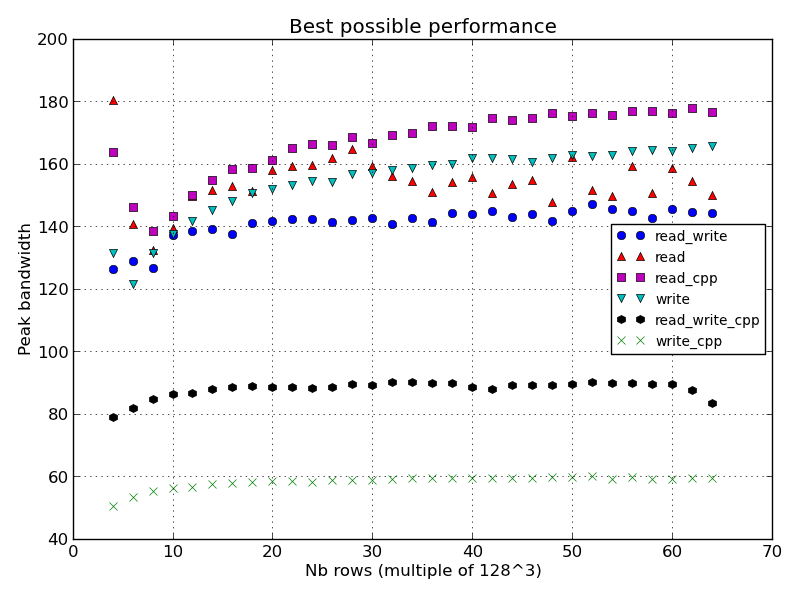 Best possible performance
200
180
160
140
120
100
80
60
40
Peak bandwidth
read_write
read
read_cpp
write
read_write_cpp
write_cpp
0 10 20 30 40 50 60 70
Nb rows (multiple of 128^3)